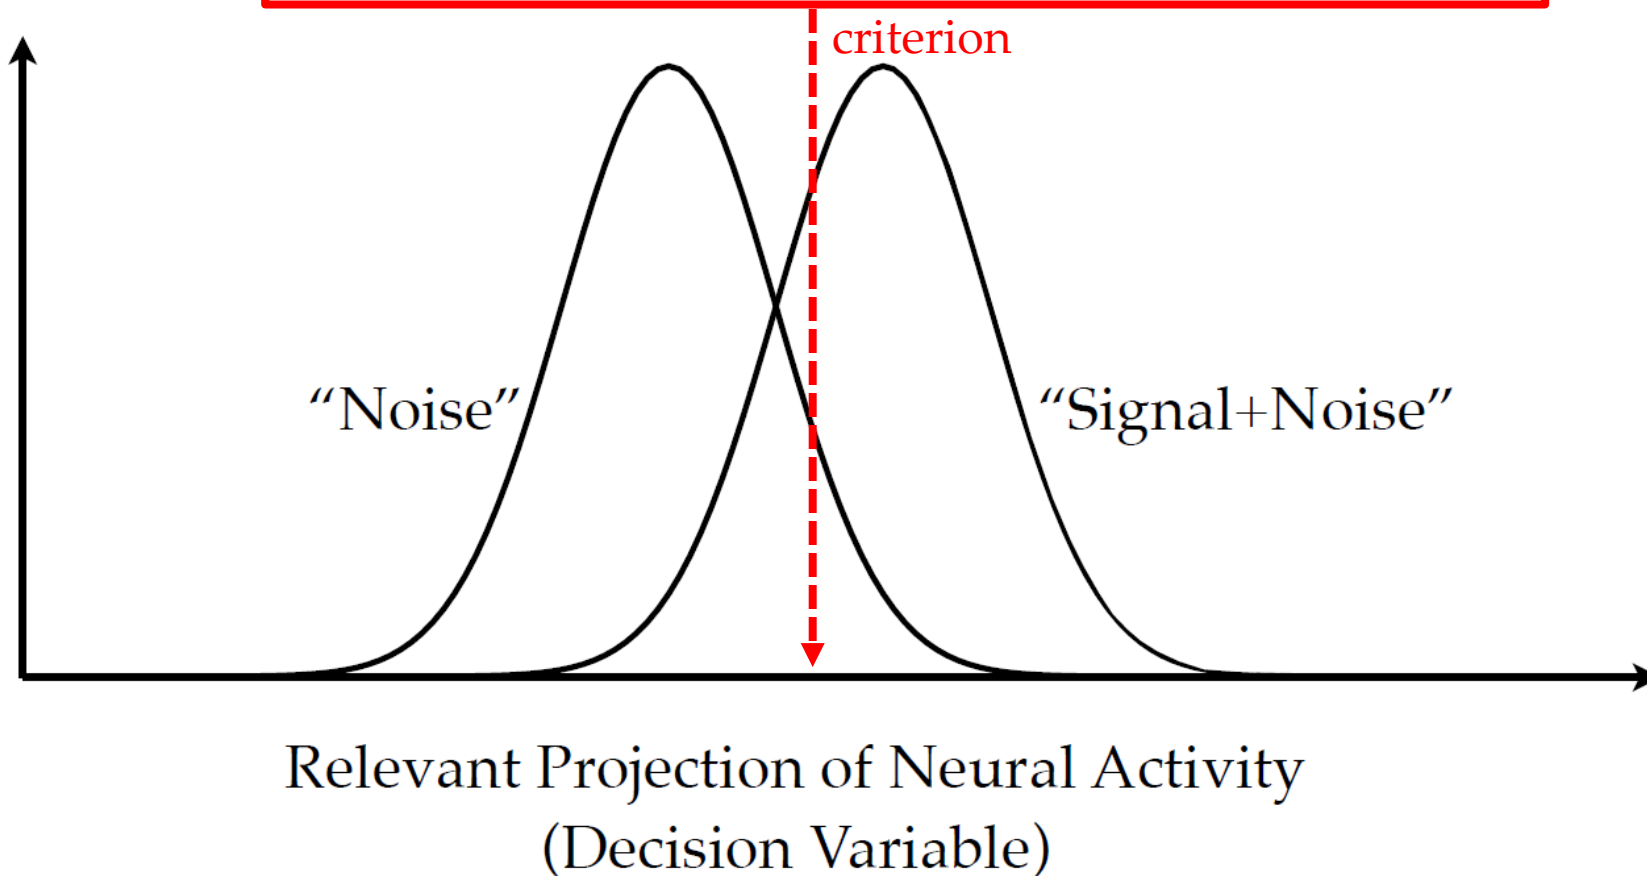 criterion
“Noise”
“Signal+Noise”
Relevant Projection of Neural Activity
(Decision Variable)